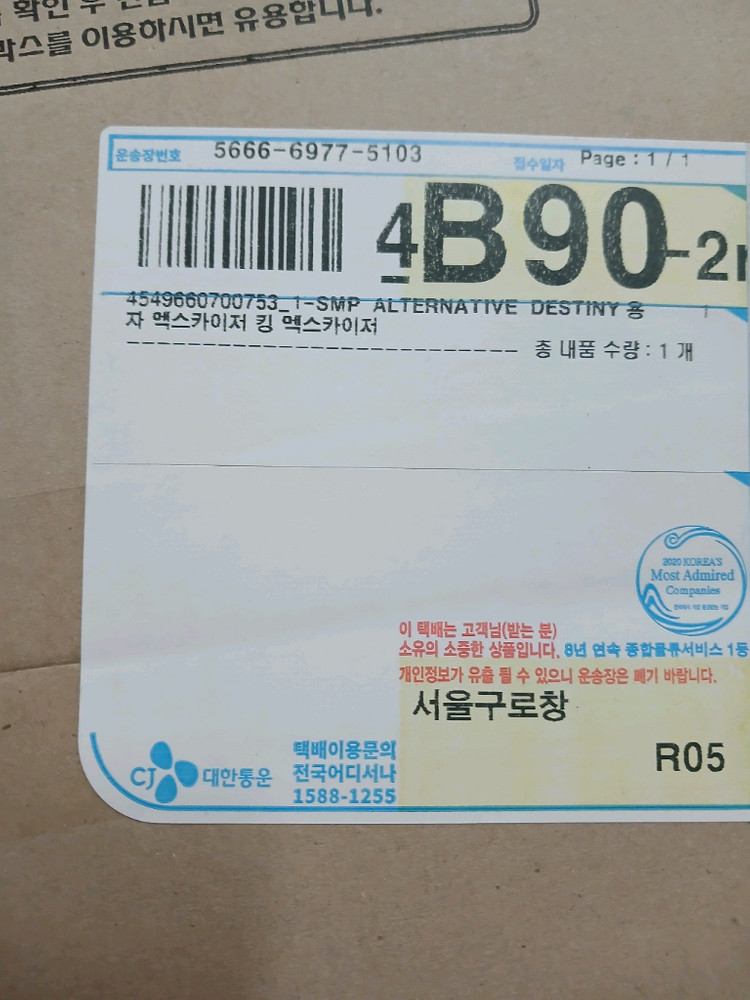 확인 후
박스를 이용하시면 유용합니다.
운송장번호 5666-6977-5103 접수일자 Page : 1 / 1
4B90-2
4549660700753_1-SMP ALTERNATIVE DESTINY 용 1
자 엑스카이저 킹 엑스카이저
총 내품 수량 : 1 개
2020 KOREA'S
Most Admired
Companies
이 택배는 고객님(받는 분)
소유의 소중한 상품입니다. 8년 연속 종합물류서비스 1등
개인정보가 유출 될 수 있으니 운송장은 폐기 바랍니다.
서울구로창
R05
CJ 대한통운
택배이용문의
전국어디서나
1588-1255